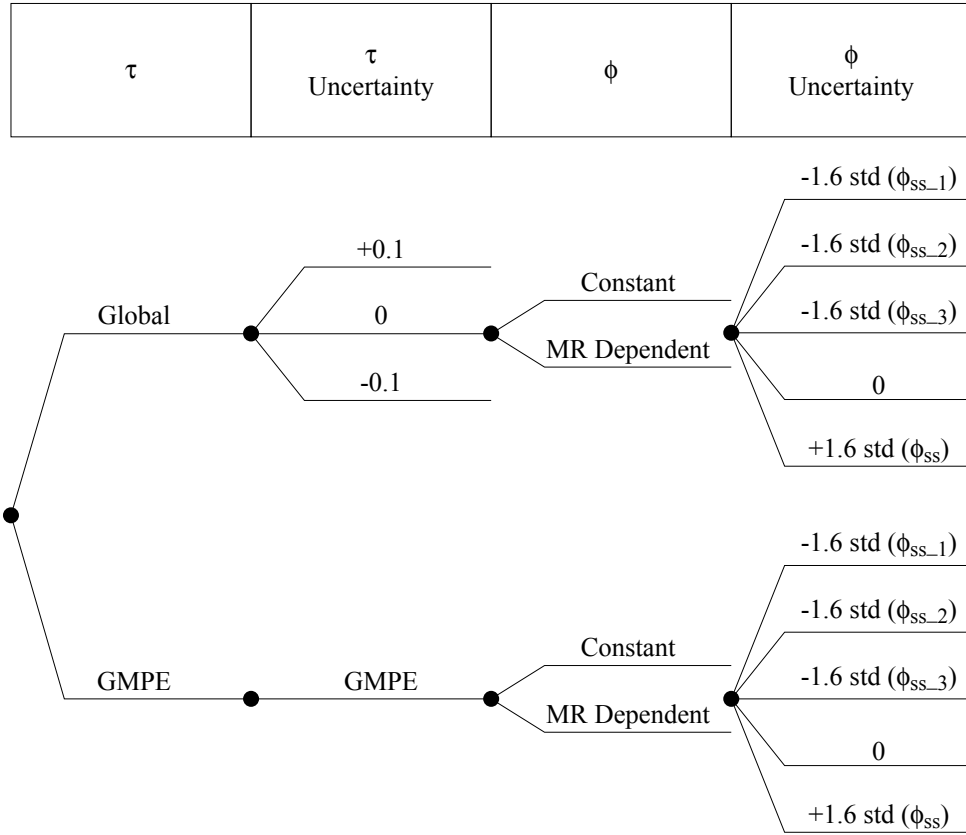 τ
τ
Uncertainty
ϕ
ϕ
Uncertainty
-1.6 std (ϕss_1)
+0.1
-1.6 std (ϕss_2)
Constant
Global
0
-1.6 std (ϕss_3)
MR Dependent
-0.1
0
+1.6 std (ϕss)
-1.6 std (ϕss_1)
-1.6 std (ϕss_2)
Constant
GMPE
GMPE
-1.6 std (ϕss_3)
MR Dependent
0
+1.6 std (ϕss)